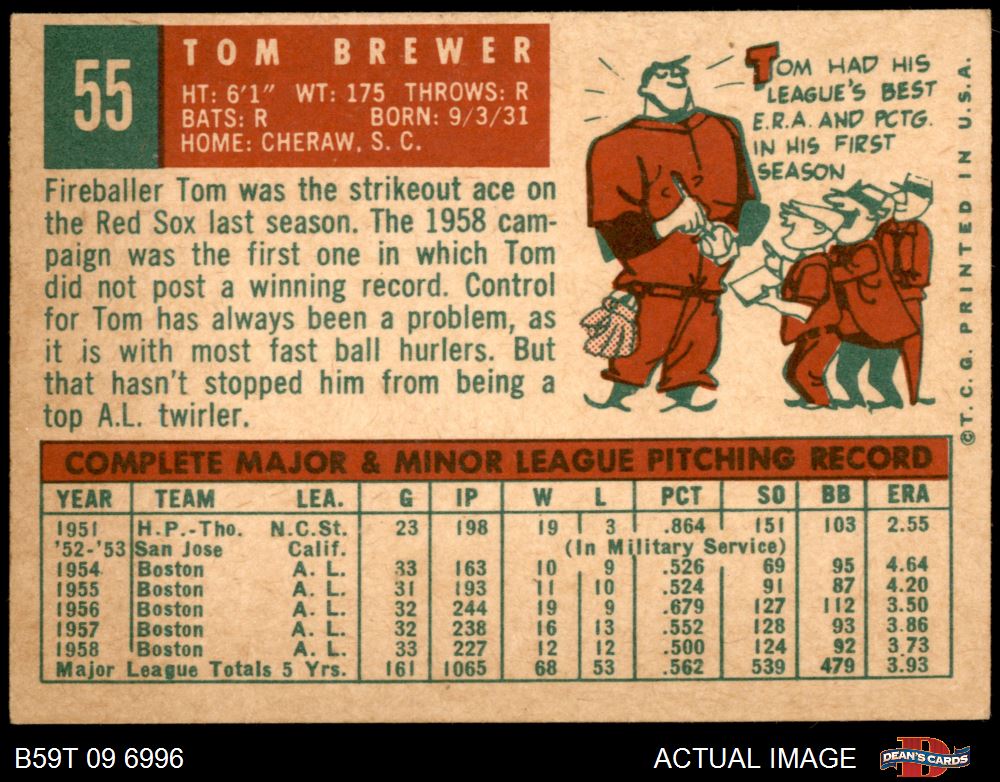 55
TOM BREWER
HT: 6'1" WT: 175 THROWS: R
BATS: R BORN: 9/3/31
HOME: CHERAW, S. C.
TOM HAD HIS
LEAGUE'S BEST
E.R.A. AND PCTG.
IN HIS FIRST
SEASON
Fireballer Tom was the strikeout ace on
the Red Sox last season. The 1958 cam-
paign was the first one in which Tom
did not post a winning record. Control
for Tom has always been a problem, as
it is with most fast ball hurlers. But
that hasn't stopped him from being a
top A.L. twirler.
©T.C.G. PRINTED IN U.S.A.
COMPLETE MAJOR & MINOR LEAGUE PITCHING RECORD
YEAR TEAM LEA. G IP W L PCT SO BB ERA
1951 H.P.-Tho. N.C.St. 23 198 19 3 .864 151 103 2.55
'52-'53 San Jose Calif. (In Military Service)
1954 Boston A. L. 33 163 10 9 .526 69 95 4.64
1955 Boston A. L. 31 193 11 10 .524 91 87 4.20
1956 Boston A. L. 32 244 19 9 .679 127 112 3.50
1957 Boston A. L. 32 238 16 13 .552 128 93 3.86
1958 Boston A. L. 33 227 12 12 .500 124 92 3.73
Major League Totals 5 Yrs. 161 1065 68 53 .562 539 479 3.93
B59T 09 6996
ACTUAL IMAGE
DEAN'S CARDS